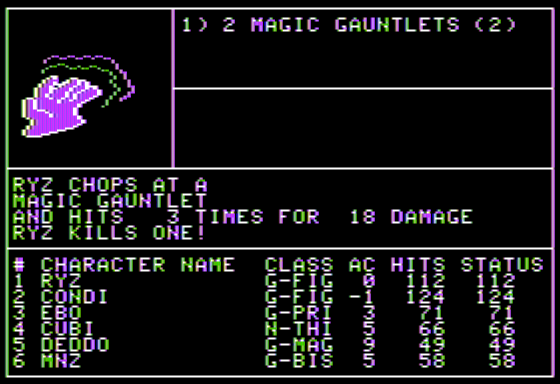 1) 2 MAGIC GAUNTLETS (2)
RYZ CHOPS AT A
MAGIC GAUNTLET
AND HITS 3 TIMES FOR 18 DAMAGE
RYZ KILLS ONE!
# CHARACTER NAME CLASS AC HITS STATUS
1 RYZ G-FIG 0 112 112
2 CONDI G-FIG -1 124 124
3 EBO G-PRI 3 71 71
4 CUBI N-THI 5 66 66
5 DEDDO G-MAG 9 49 49
6 MNZ G-BIS 5 58 58